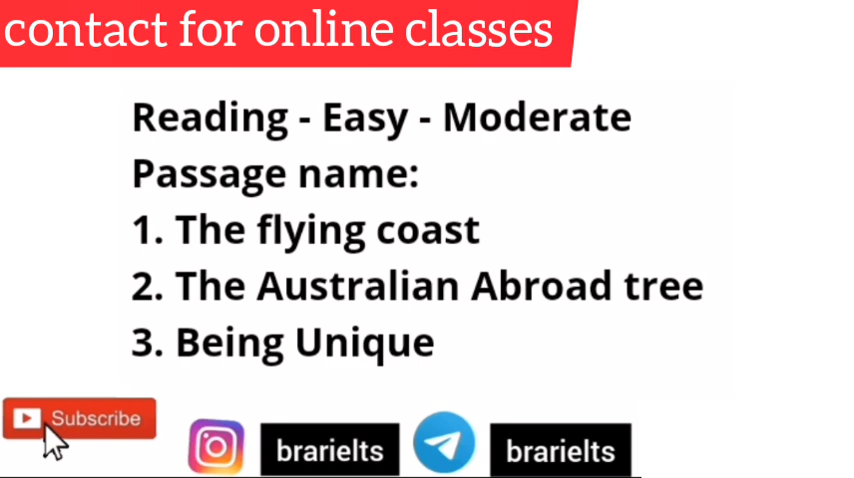 contact for online classes
Reading - Easy - Moderate
Passage name:
1. The flying coast
2. The Australian Abroad tree
3. Being Unique
Subscribe
brarielts
brarielts